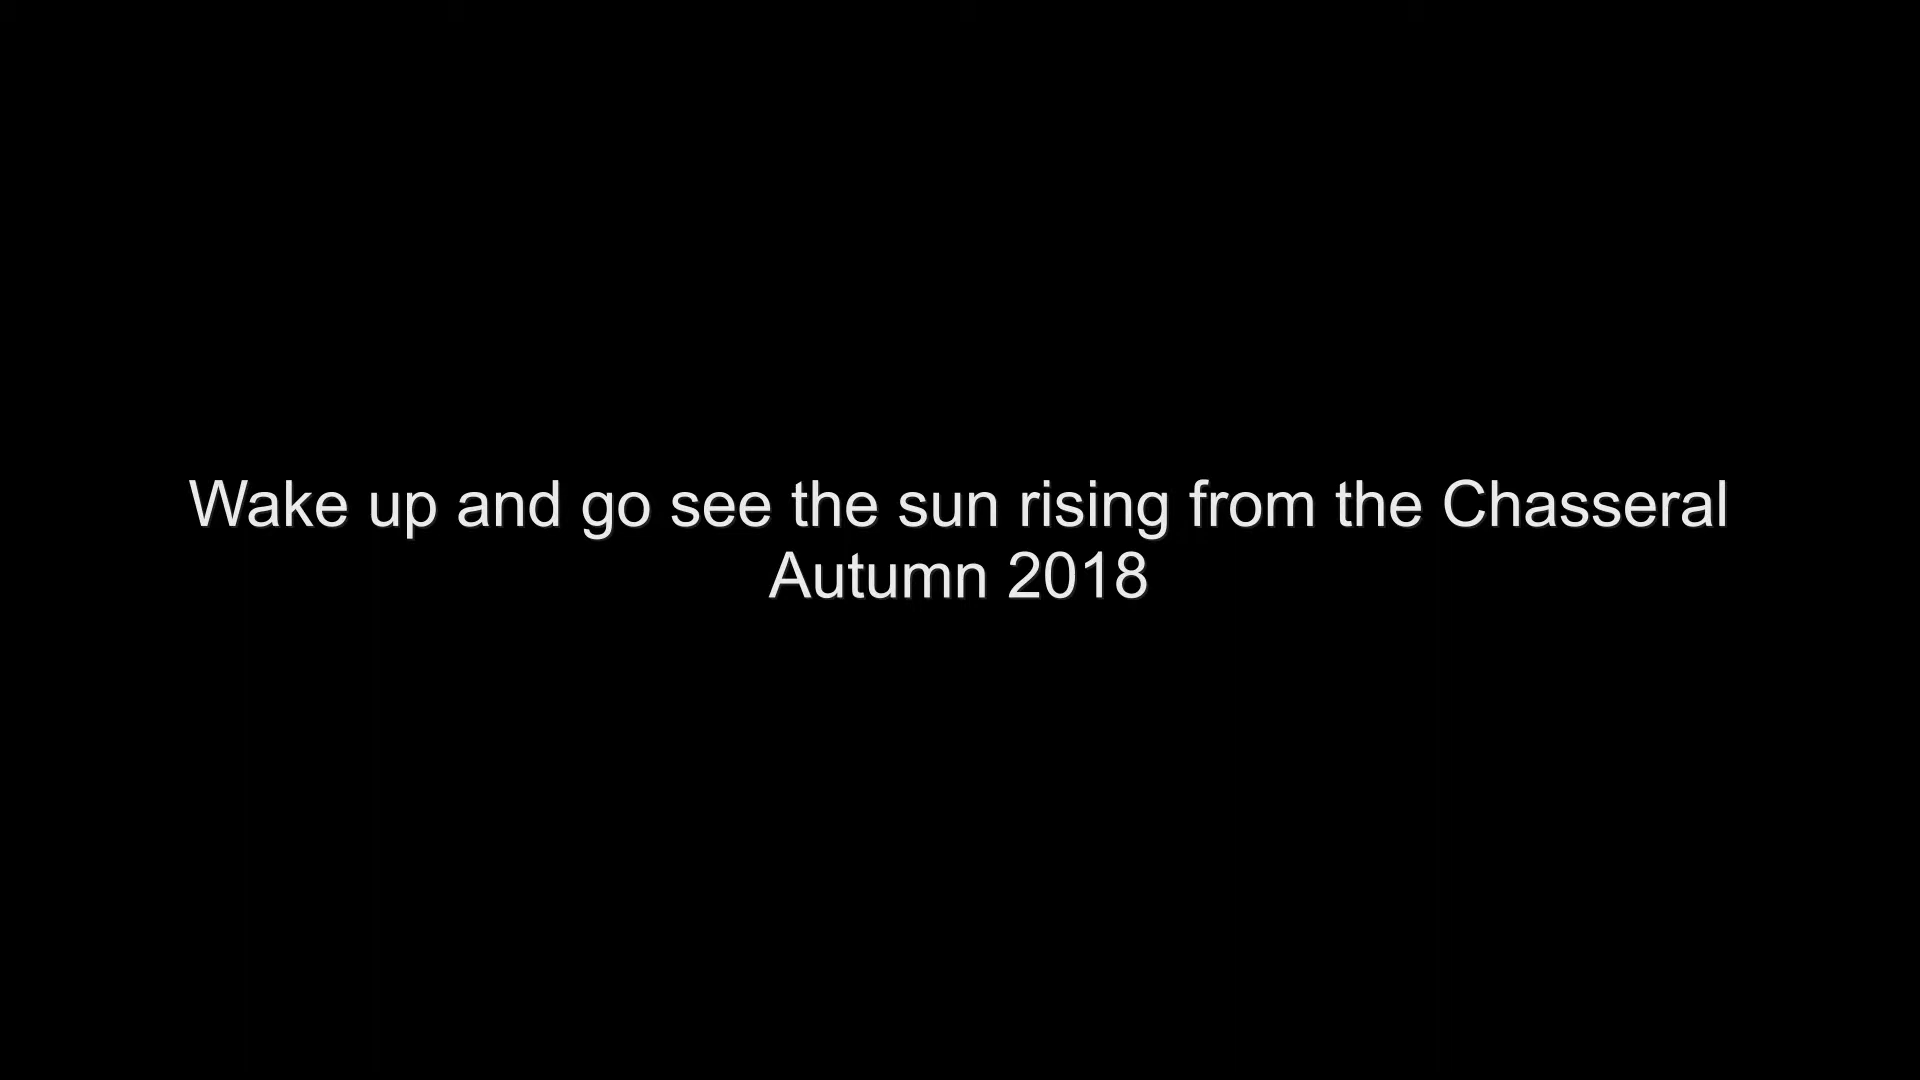 Wake up and go see the sun rising from the Chasseral
Autumn 2018